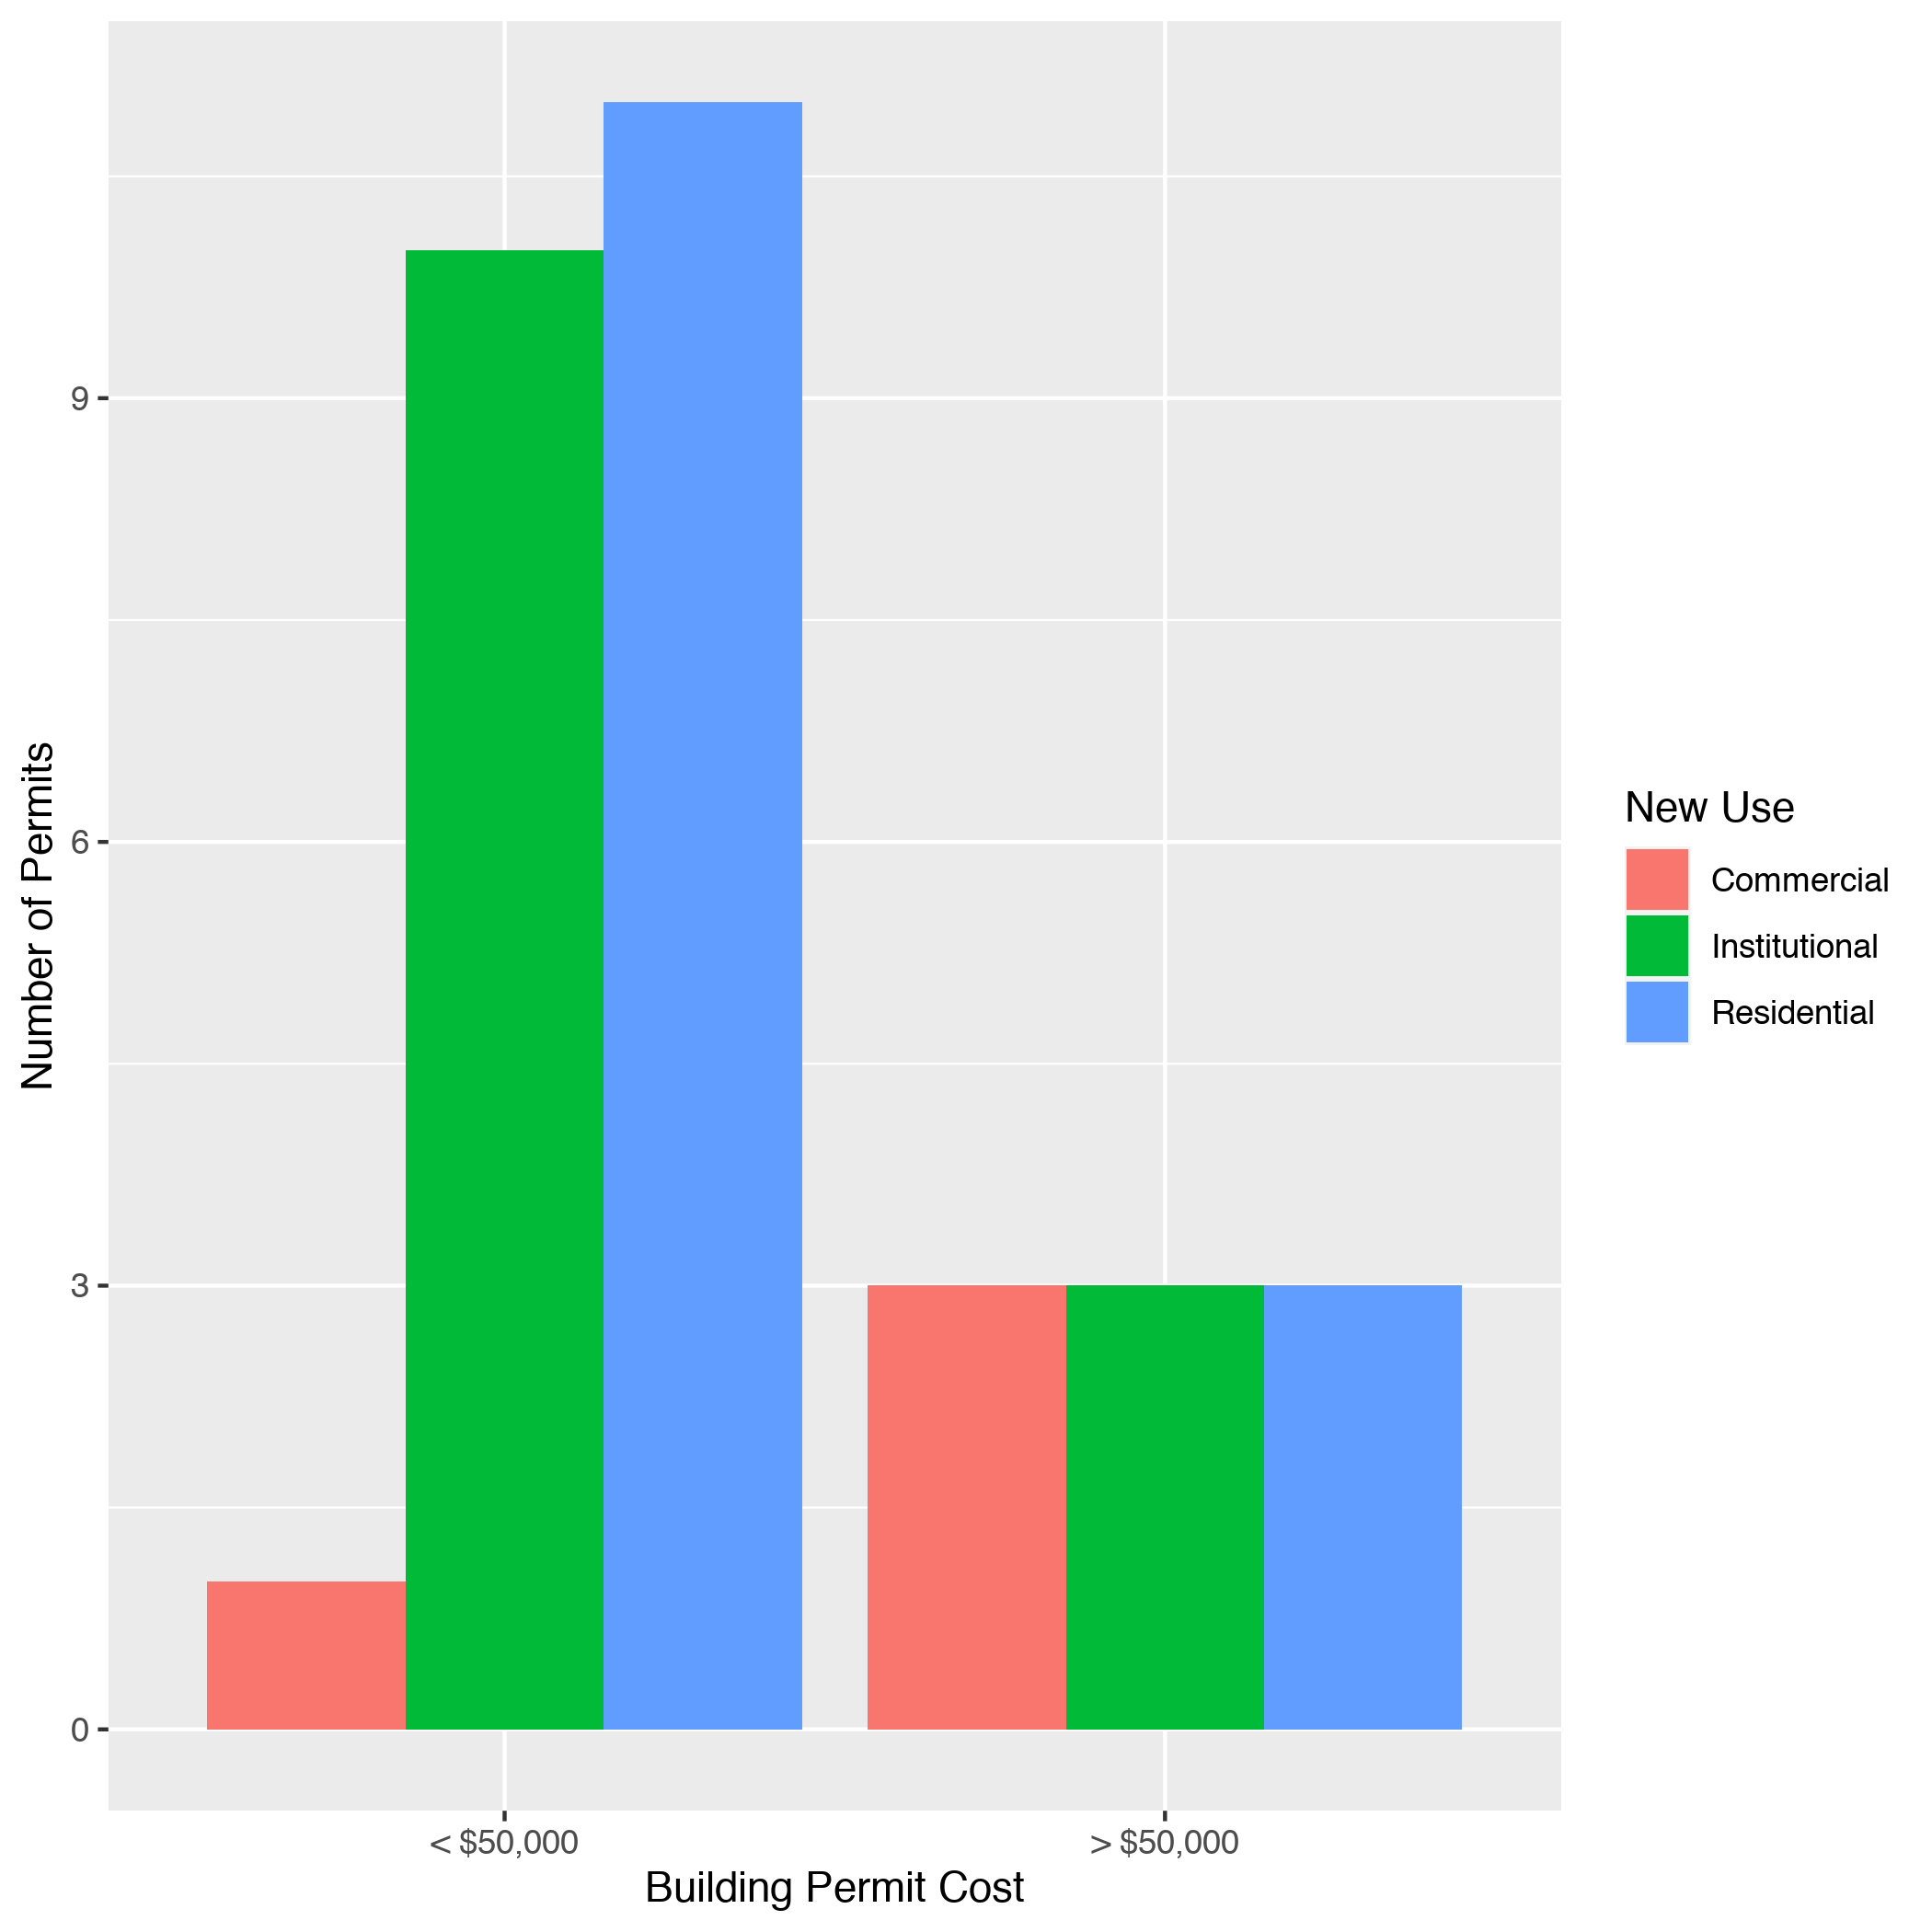 Number of Permits
9
6
3
0
< $50,000
> $50,000
Building Permit Cost
New Use
Commercial
Institutional
Residential